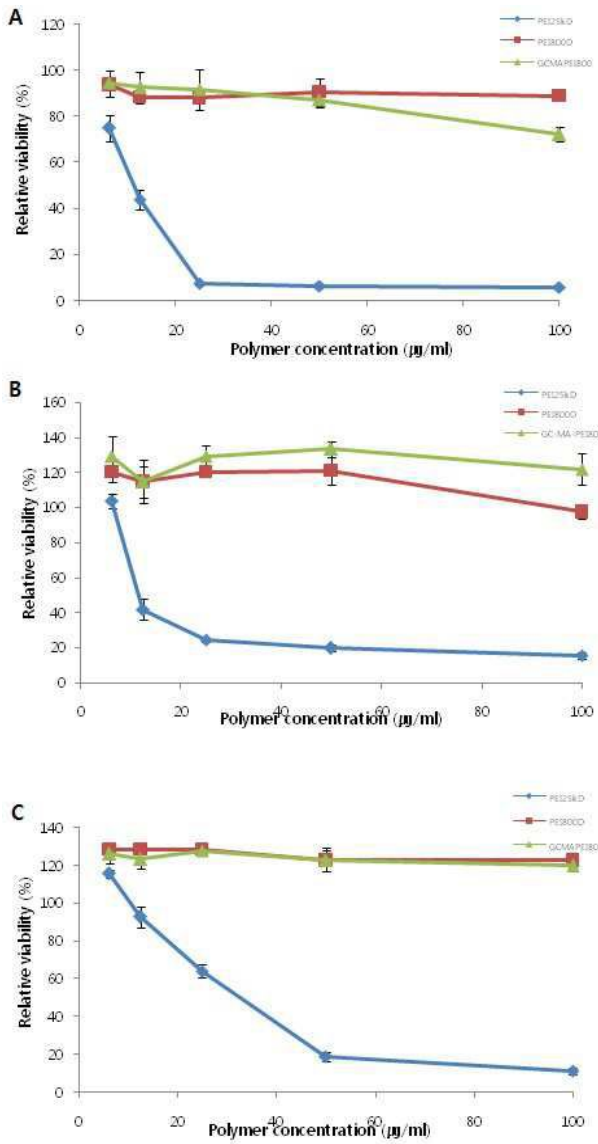 A
PEI25kD
PEI800D
GCMAPEI800
Relative viability (%)
120
100
80
60
40
20
0
0 20 40 60 80 100
Polymer concentration (μg/ml)
B
PEI25kD
PEI800D
GC-MA-PEI80
Relative viability (%)
160
140
120
100
80
60
40
20
0
0 20 40 60 80 100
Polymer concentration (μg/ml)
C
PEI25kD
PEI800D
GCMAPEI80
Relative viability (%)
140
120
100
80
60
40
20
0
0 20 40 60 80 100
Polymer concentration (μg/ml)